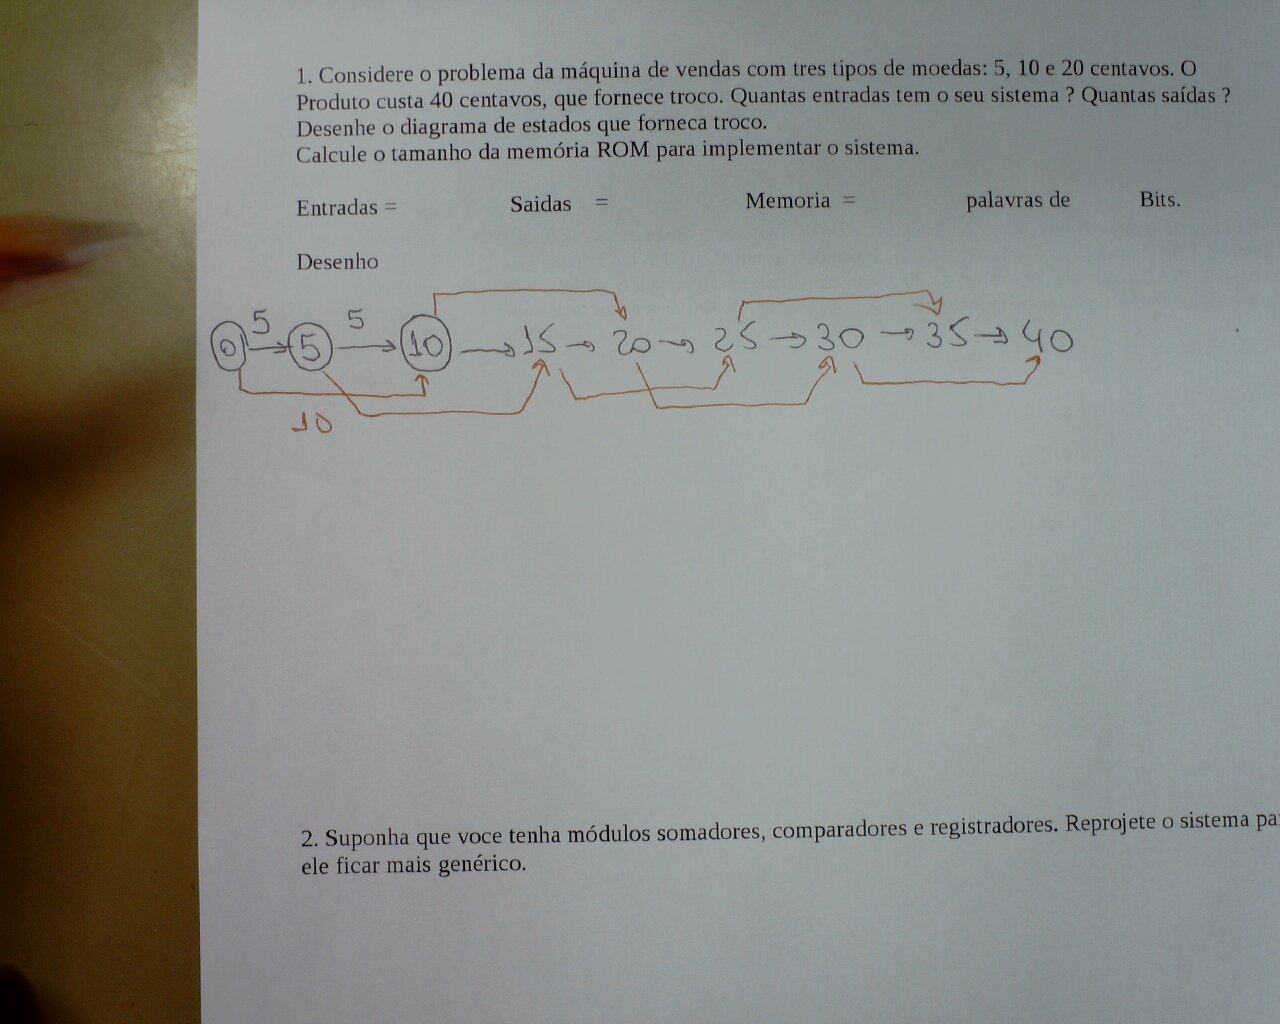 1. Considere o problema da máquina de vendas com tres tipos de moedas: 5, 10 e 20 centavos. O
Produto custa 40 centavos, que fornece troco. Quantas entradas tem o seu sistema ? Quantas saídas ?
Desenhe o diagrama de estados que forneca troco.
Calcule o tamanho da memória ROM para implementar o sistema.
Entradas = Saidas = Memoria = palavras de Bits.
Desenho
5 5
0 5 10 15 20 25 30 35 40
10
2. Suponha que voce tenha módulos somadores, comparadores e registradores. Reprojete o sistema pa
ele ficar mais genérico.